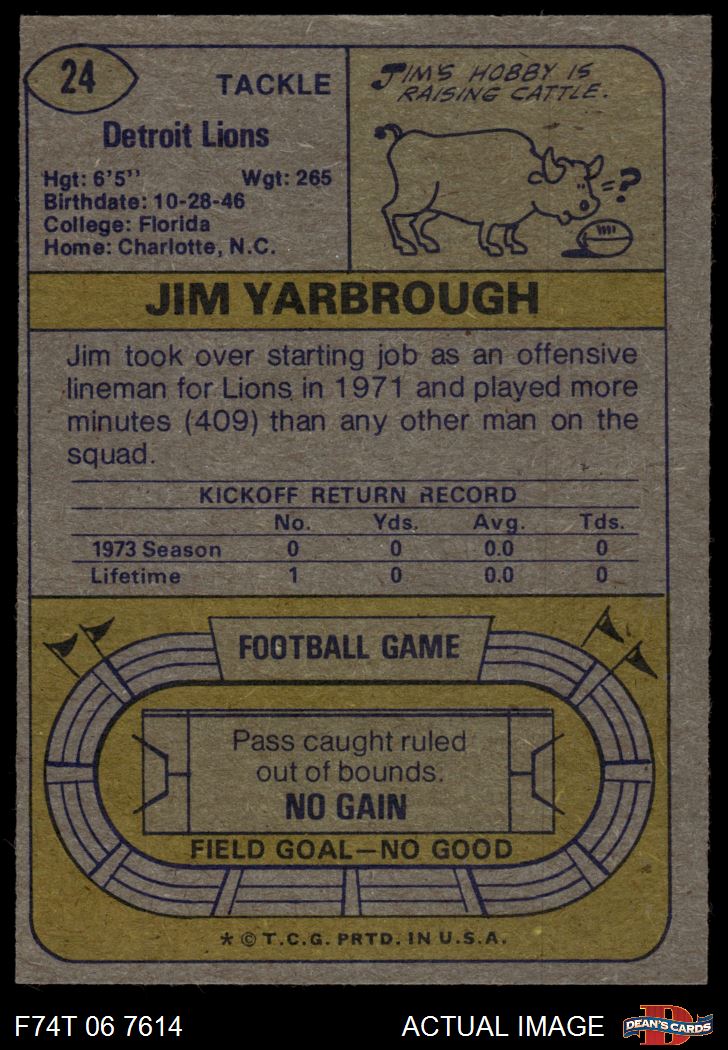 24
TACKLE
Detroit Lions
Hgt: 6'5" Wgt: 265
Birthdate: 10-28-46
College: Florida
Home: Charlotte, N.C.
JIM'S HOBBY IS
RAISING CATTLE.
=?
JIM YARBROUGH
Jim took over starting job as an offensive
lineman for Lions in 1971 and played more
minutes (409) than any other man on the
squad.
KICKOFF RETURN RECORD
No. Yds. Avg. Tds.
1973 Season 0 0 0.0 0
Lifetime 1 0 0.0 0
FOOTBALL GAME
Pass caught ruled
out of bounds.
NO GAIN
FIELD GOAL—NO GOOD
* © T.C.G. PRTD. IN U.S.A.
F74T 06 7614 ACTUAL IMAGE
D
DEAN'S CARDS